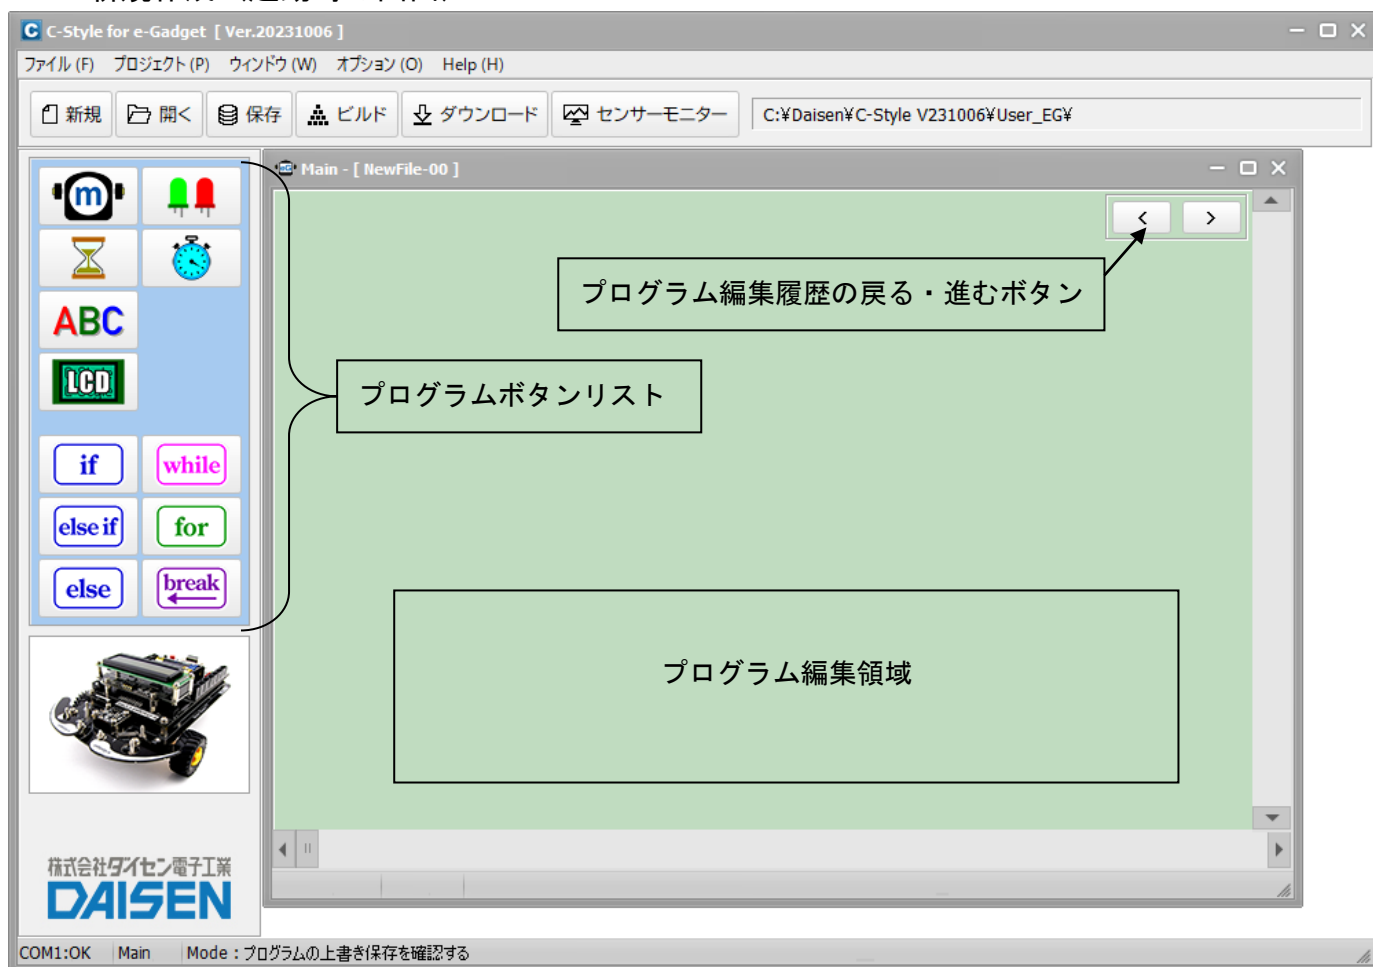 C-Style for e-Gadget [ Ver.20231006 ]
ファイル (F) プロジェクト (P) ウィンドウ (W) オプション (O) Help (H)
新規 開く 保存 ビルド ダウンロード センサーモニター C:¥Daisen¥C-Style V231006¥User_EG¥
Main - [ NewFile-00 ]
m
< >
プログラム編集履歴の戻る・進むボタン
ABC
LCD
プログラムボタンリスト
if while
else if for
else break
プログラム編集領域
株式会社ダイセン電子工業
DAISEN
COM1:OK Main Mode : プログラムの上書き保存を確認する